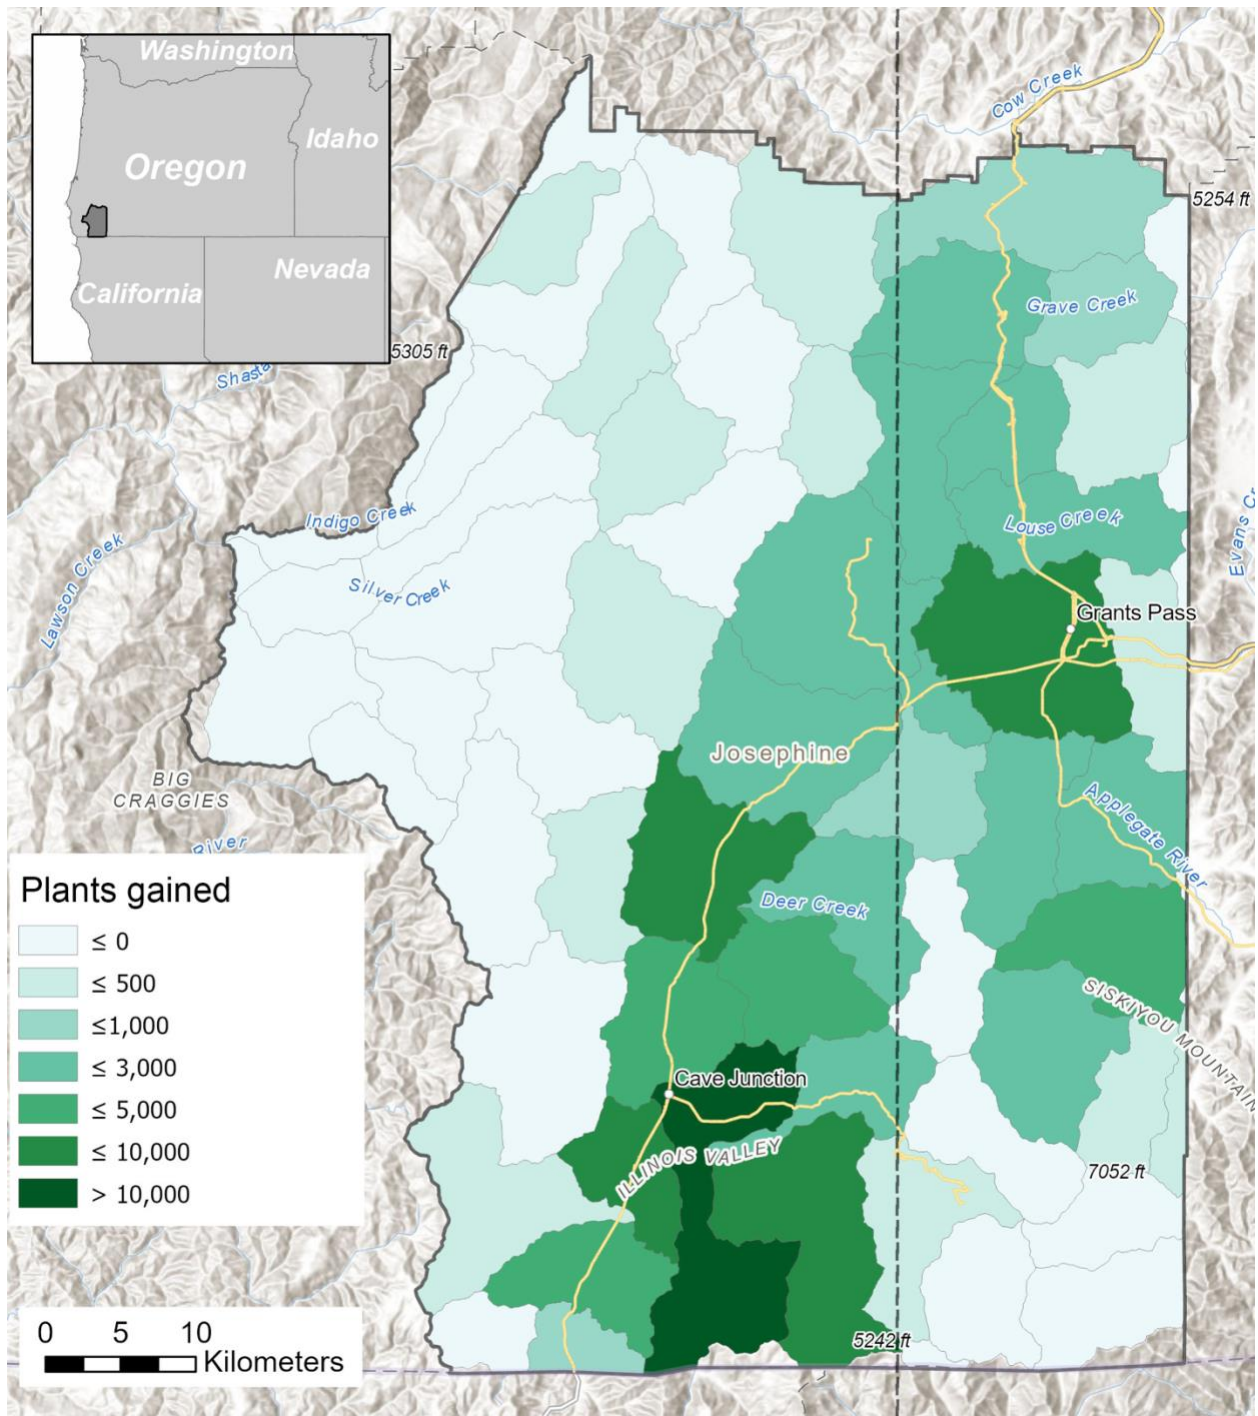 Washington
Oregon
Idaho
Nevada
California
Cow Creek
5254 ft
Grave Creek
5305 ft
Shasta
Indigo Creek
Louse Creek
Evans Cr
Lawson Creek
Silver Creek
Grants Pass
Josephine
BIG
CRAGGIES
Applegate River
River
Deer Creek
Plants gained
≤ 0
≤ 500
≤1,000
≤ 3,000
≤ 5,000
≤ 10,000
> 10,000
SISKIYOU MOUNTAIN
Cave Junction
ILLINOIS VALLEY
7052 ft
5242 ft
0 5 10
Kilometers